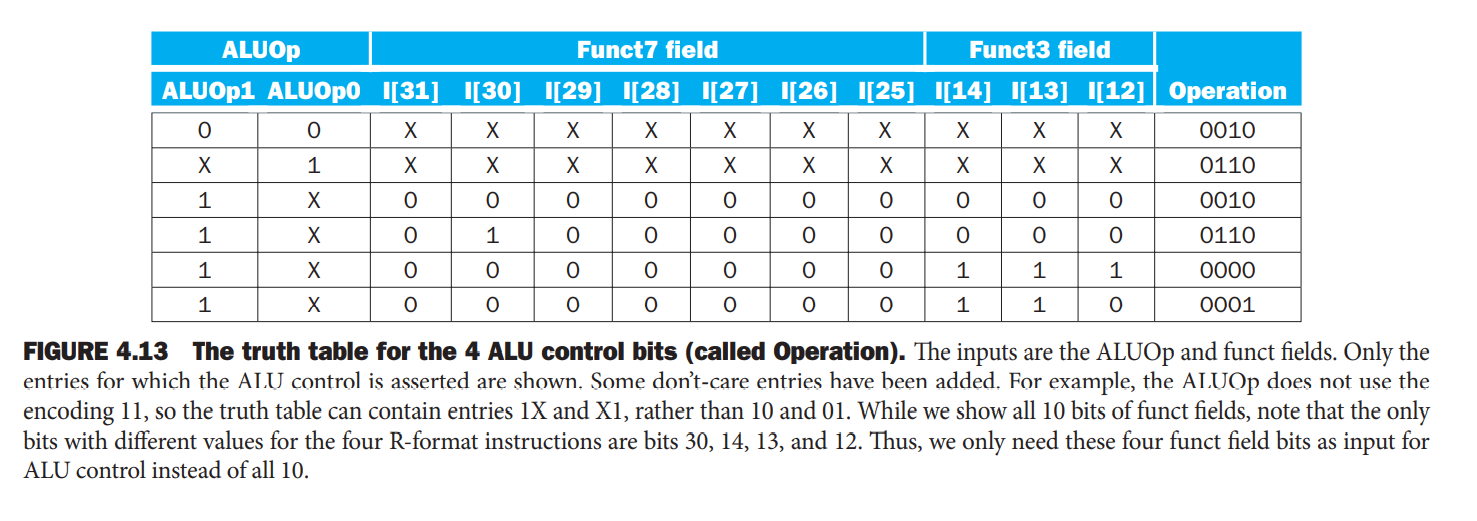 ALUOp Funct7 field Funct3 field
ALUOp1 ALUOp0 I[31] I[30] I[29] I[28] I[27] I[26] I[25] I[14] I[13] I[12] Operation
0 0 X X X X X X X X X X 0010
X 1 X X X X X X X X X X 0110
1 X 0 0 0 0 0 0 0 0 0 0 0010
1 X 0 1 0 0 0 0 0 0 0 0 0110
1 X 0 0 0 0 0 0 0 1 1 1 0000
1 X 0 0 0 0 0 0 0 1 1 0 0001
FIGURE 4.13 The truth table for the 4 ALU control bits (called Operation). The inputs are the ALUOp and funct fields. Only the
entries for which the ALU control is asserted are shown. Some don’t-care entries have been added. For example, the ALUOp does not use the
encoding 11, so the truth table can contain entries 1X and X1, rather than 10 and 01. While we show all 10 bits of funct fields, note that the only
bits with different values for the four R-format instructions are bits 30, 14, 13, and 12. Thus, we only need these four funct field bits as input for
ALU control instead of all 10.